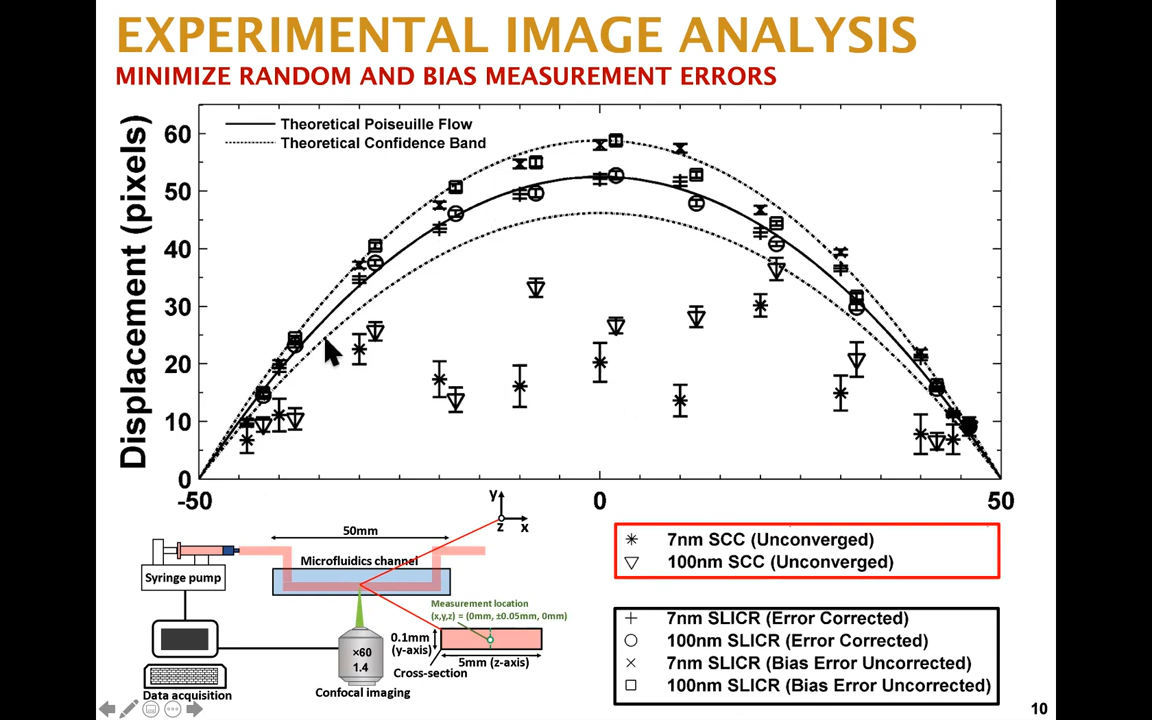 EXPERIMENTAL IMAGE ANALYSIS
MINIMIZE RANDOM AND BIAS MEASUREMENT ERRORS
Displacement (pixels)
60
50
40
30
20
10
0
Theoretical Poiseuille Flow
Theoretical Confidence Band
-50
0
50
y
x
z
50mm
Microfluidics channel
Syringe pump
Measurement location
(x,y,z) = (0mm, ±0.05mm, 0mm)
0.1mm
(y-axis)
5mm (z-axis)
Cross-section
×60
1.4
Confocal imaging
Data acquisition
7nm SCC (Unconverged)
100nm SCC (Unconverged)
7nm SLICR (Error Corrected)
100nm SLICR (Error Corrected)
7nm SLICR (Bias Error Uncorrected)
100nm SLICR (Bias Error Uncorrected)
10